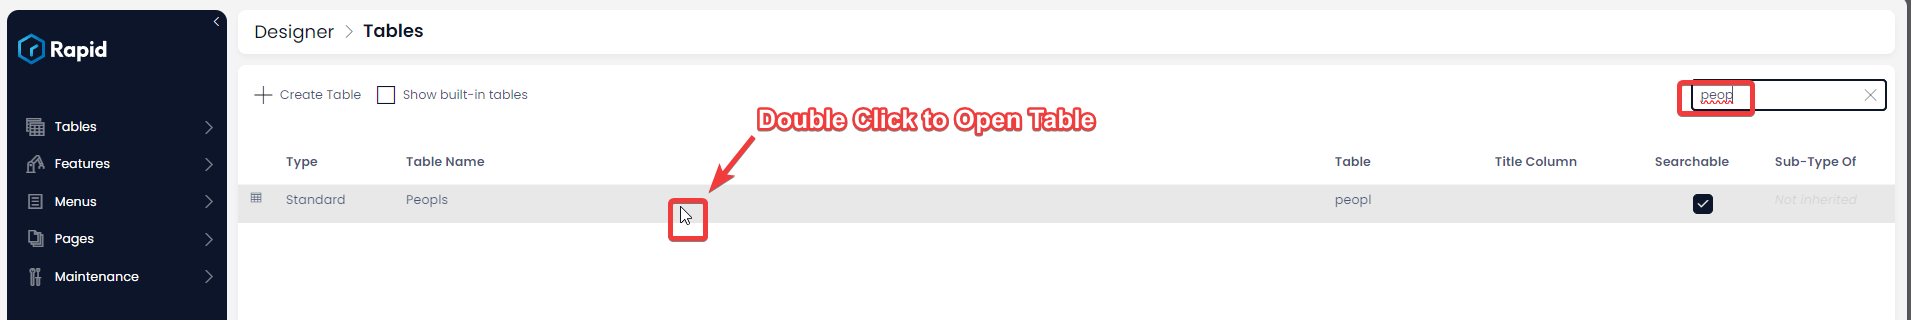 Rapid
Tables
Features
Menus
Pages
Maintenance
Designer > Tables
Create Table Show built-in tables
peop
Double Click to Open Table
Type Table Name Table Title Column Searchable Sub-Type Of
Standard Peopls peopl Not inherited